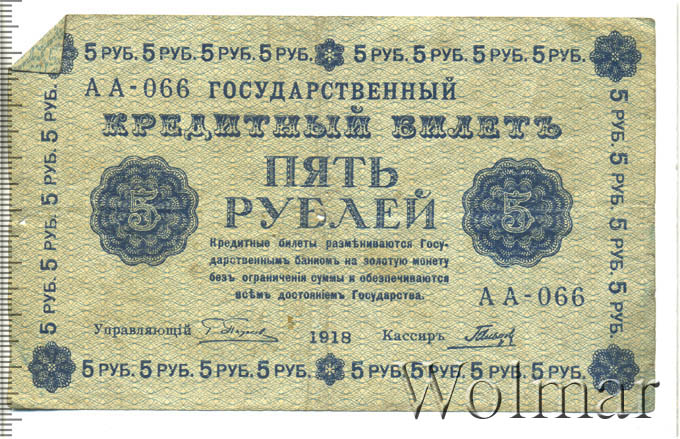 5 РУБ. 5 РУБ. 5 РУБ. 5 РУБ. 5 РУБ. 5 РУБ. 5 РУБ. 5 РУБ.
АА-066 ГОСУДАРСТВЕННЫЙ
КРЕДИТНЫЙ БИЛЕТЪ
ПЯТЬ
РУБЛЕЙ
5
5
Кредитные билеты размѣниваются Госу-
дарственнымъ банкомъ на золотую монету
безъ ограниченія суммы и обезпечиваются
всѣмъ достояніемъ Государства.
АА-066
Управляющій
1918
Кассиръ
5 РУБ. 5 РУБ. 5 РУБ. 5 РУБ. 5 РУБ. 5 РУБ. 5 РУБ. 5 РУБ.
5 РУБ. 5 РУБ. 5 РУБ. 5 РУБ. 5 РУБ.
5 РУБ. 5 РУБ. 5 РУБ. 5 РУБ. 5 РУБ.
Wolmar